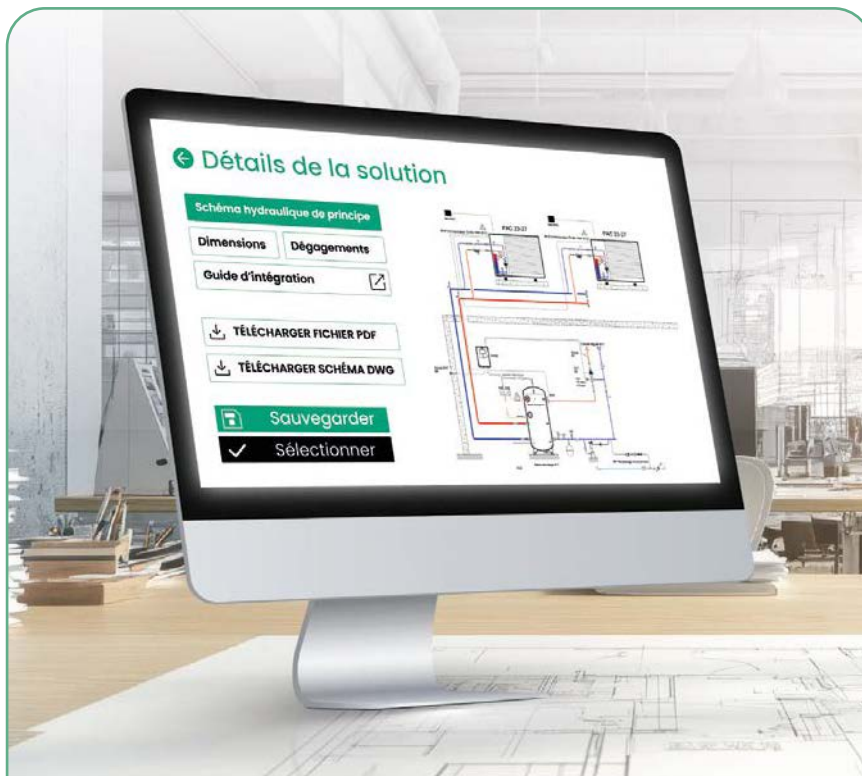 Détails de la solution
Schéma hydraulique de principe
Dimensions
Dégagements
Guide d'intégration
TÉLÉCHARGER FICHIER PDF
TÉLÉCHARGER SCHÉMA DWG
Sauvegarder
Sélectionner